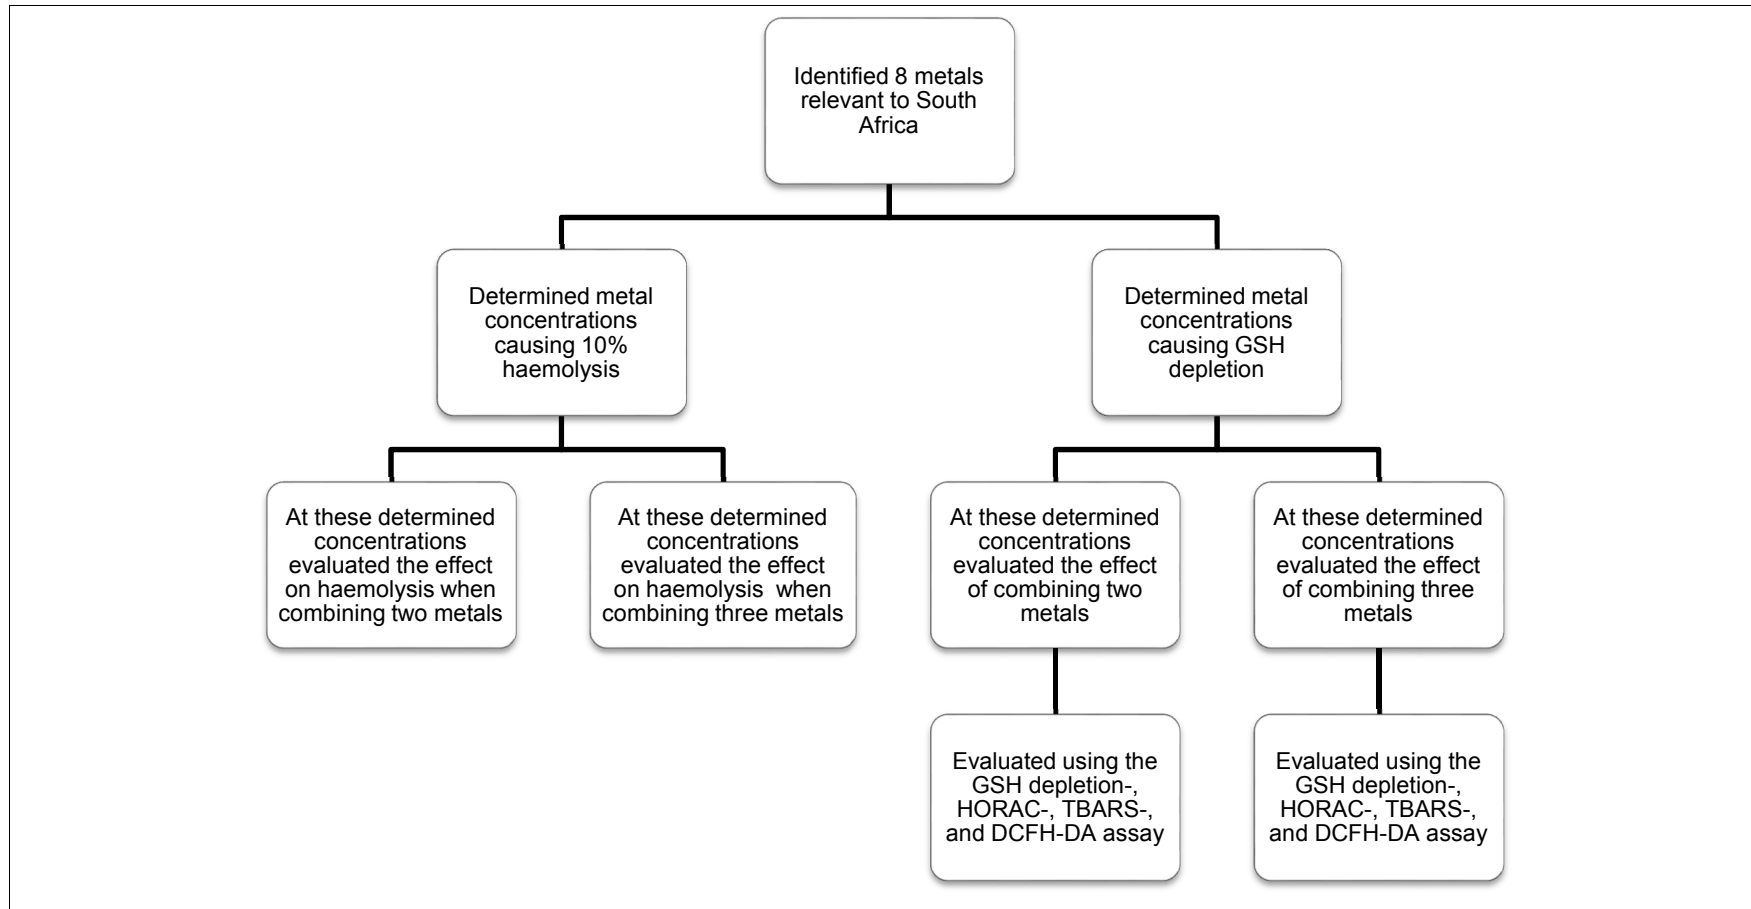 Identified 8 metals
relevant to South
Africa
Determined metal
concentrations
causing 10%
haemolysis
Determined metal
concentrations
causing GSH
depletion
At these determined
concentrations
evaluated the effect
on haemolysis when
combining two metals
At these determined
concentrations
evaluated the effect
on haemolysis  when
combining three metals
At these determined
concentrations
evaluated the effect
of combining two
metals
At these determined
concentrations
evaluated the effect
of combining three
metals
Evaluated using the
GSH depletion-,
HORAC-, TBARS-,
and DCFH-DA assay
Evaluated using the
GSH depletion-,
HORAC-, TBARS-,
and DCFH-DA assay